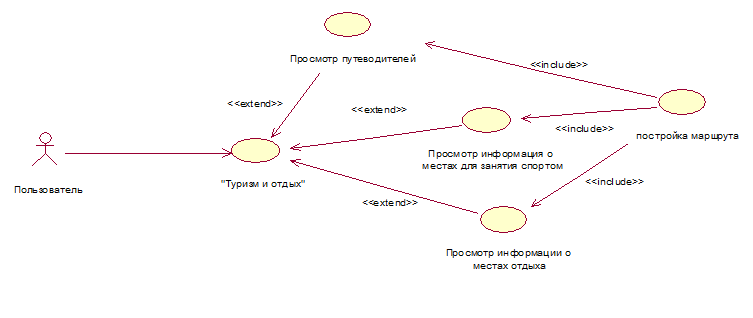 Просмотр путеводителей
<<include>>
<<extend>>
<<extend>>
<<include>>
постройка маршрута
Просмотр информация о
местах для занятия спортом
Пользователь
"Туризм и отдых"
<<include>>
<<extend>>
Просмотр информации о
местах отдыха